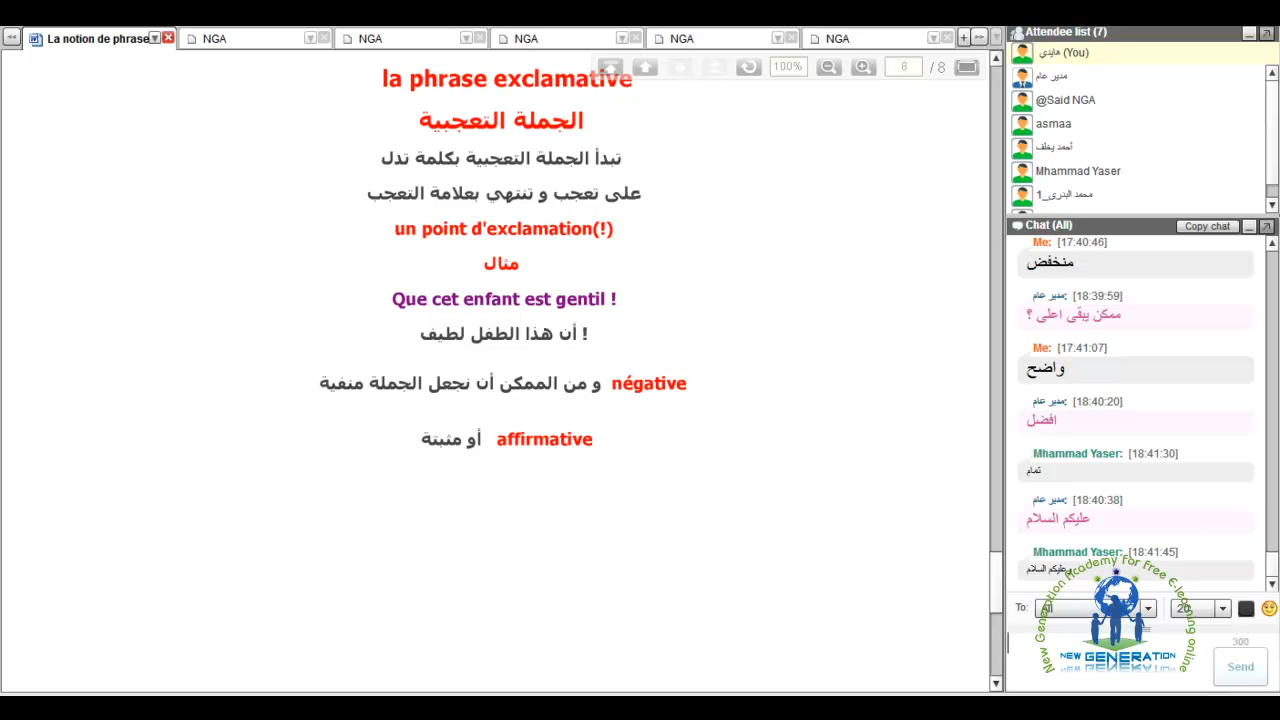 La notion de phrase
NGA
NGA
NGA
NGA
NGA
100%
8
/ 8
la phrase exclamative
الجملة التعجبية
تبدأ الجملة التعجبية بكلمة تدل
على تعجب و تنتهي بعلامة التعجب
un point d'exclamation(!)
مثال
Que cet enfant est gentil !
أن هذا الطفل لطيف !
و من الممكن أن نجعل الجملة منفية négative
أو مثبتة affirmative
Attendee list (7)
هايدي (You)
مدير عام
@Said NGA
asmaa
أحمد يخلف
Mhammad Yaser
محمد البدرى_1
Chat (All)
Copy chat
Me: [17:40:46]
منخفض
مدير عام: [18:39:59]
ممكن يبقى اعلى ؟
Me: [17:41:07]
واضح
مدير عام: [18:40:20]
افضل
Mhammad Yaser: [18:41:30]
تمام
مدير عام: [18:40:38]
عليكم السلام
Mhammad Yaser: [18:41:45]
وعليكم السلام
To:
300
Send
New Generation Academy For Free E-learning online
NEW GENERATION